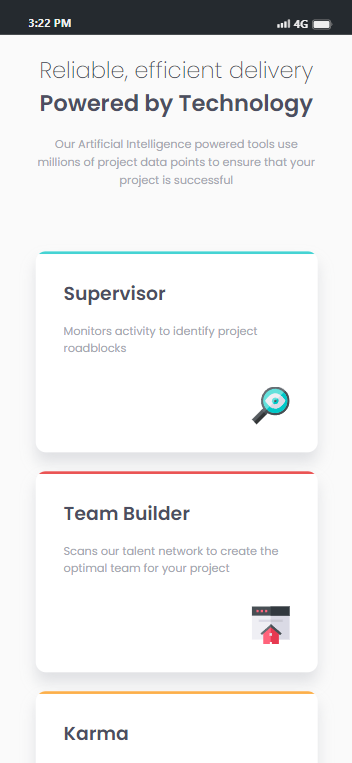 3:22 PM
4G
Reliable, efficient delivery
Powered by Technology
Our Artificial Intelligence powered tools use
millions of project data points to ensure that your
project is successful
Supervisor
Monitors activity to identify project
roadblocks
Team Builder
Scans our talent network to create the
optimal team for your project
Karma